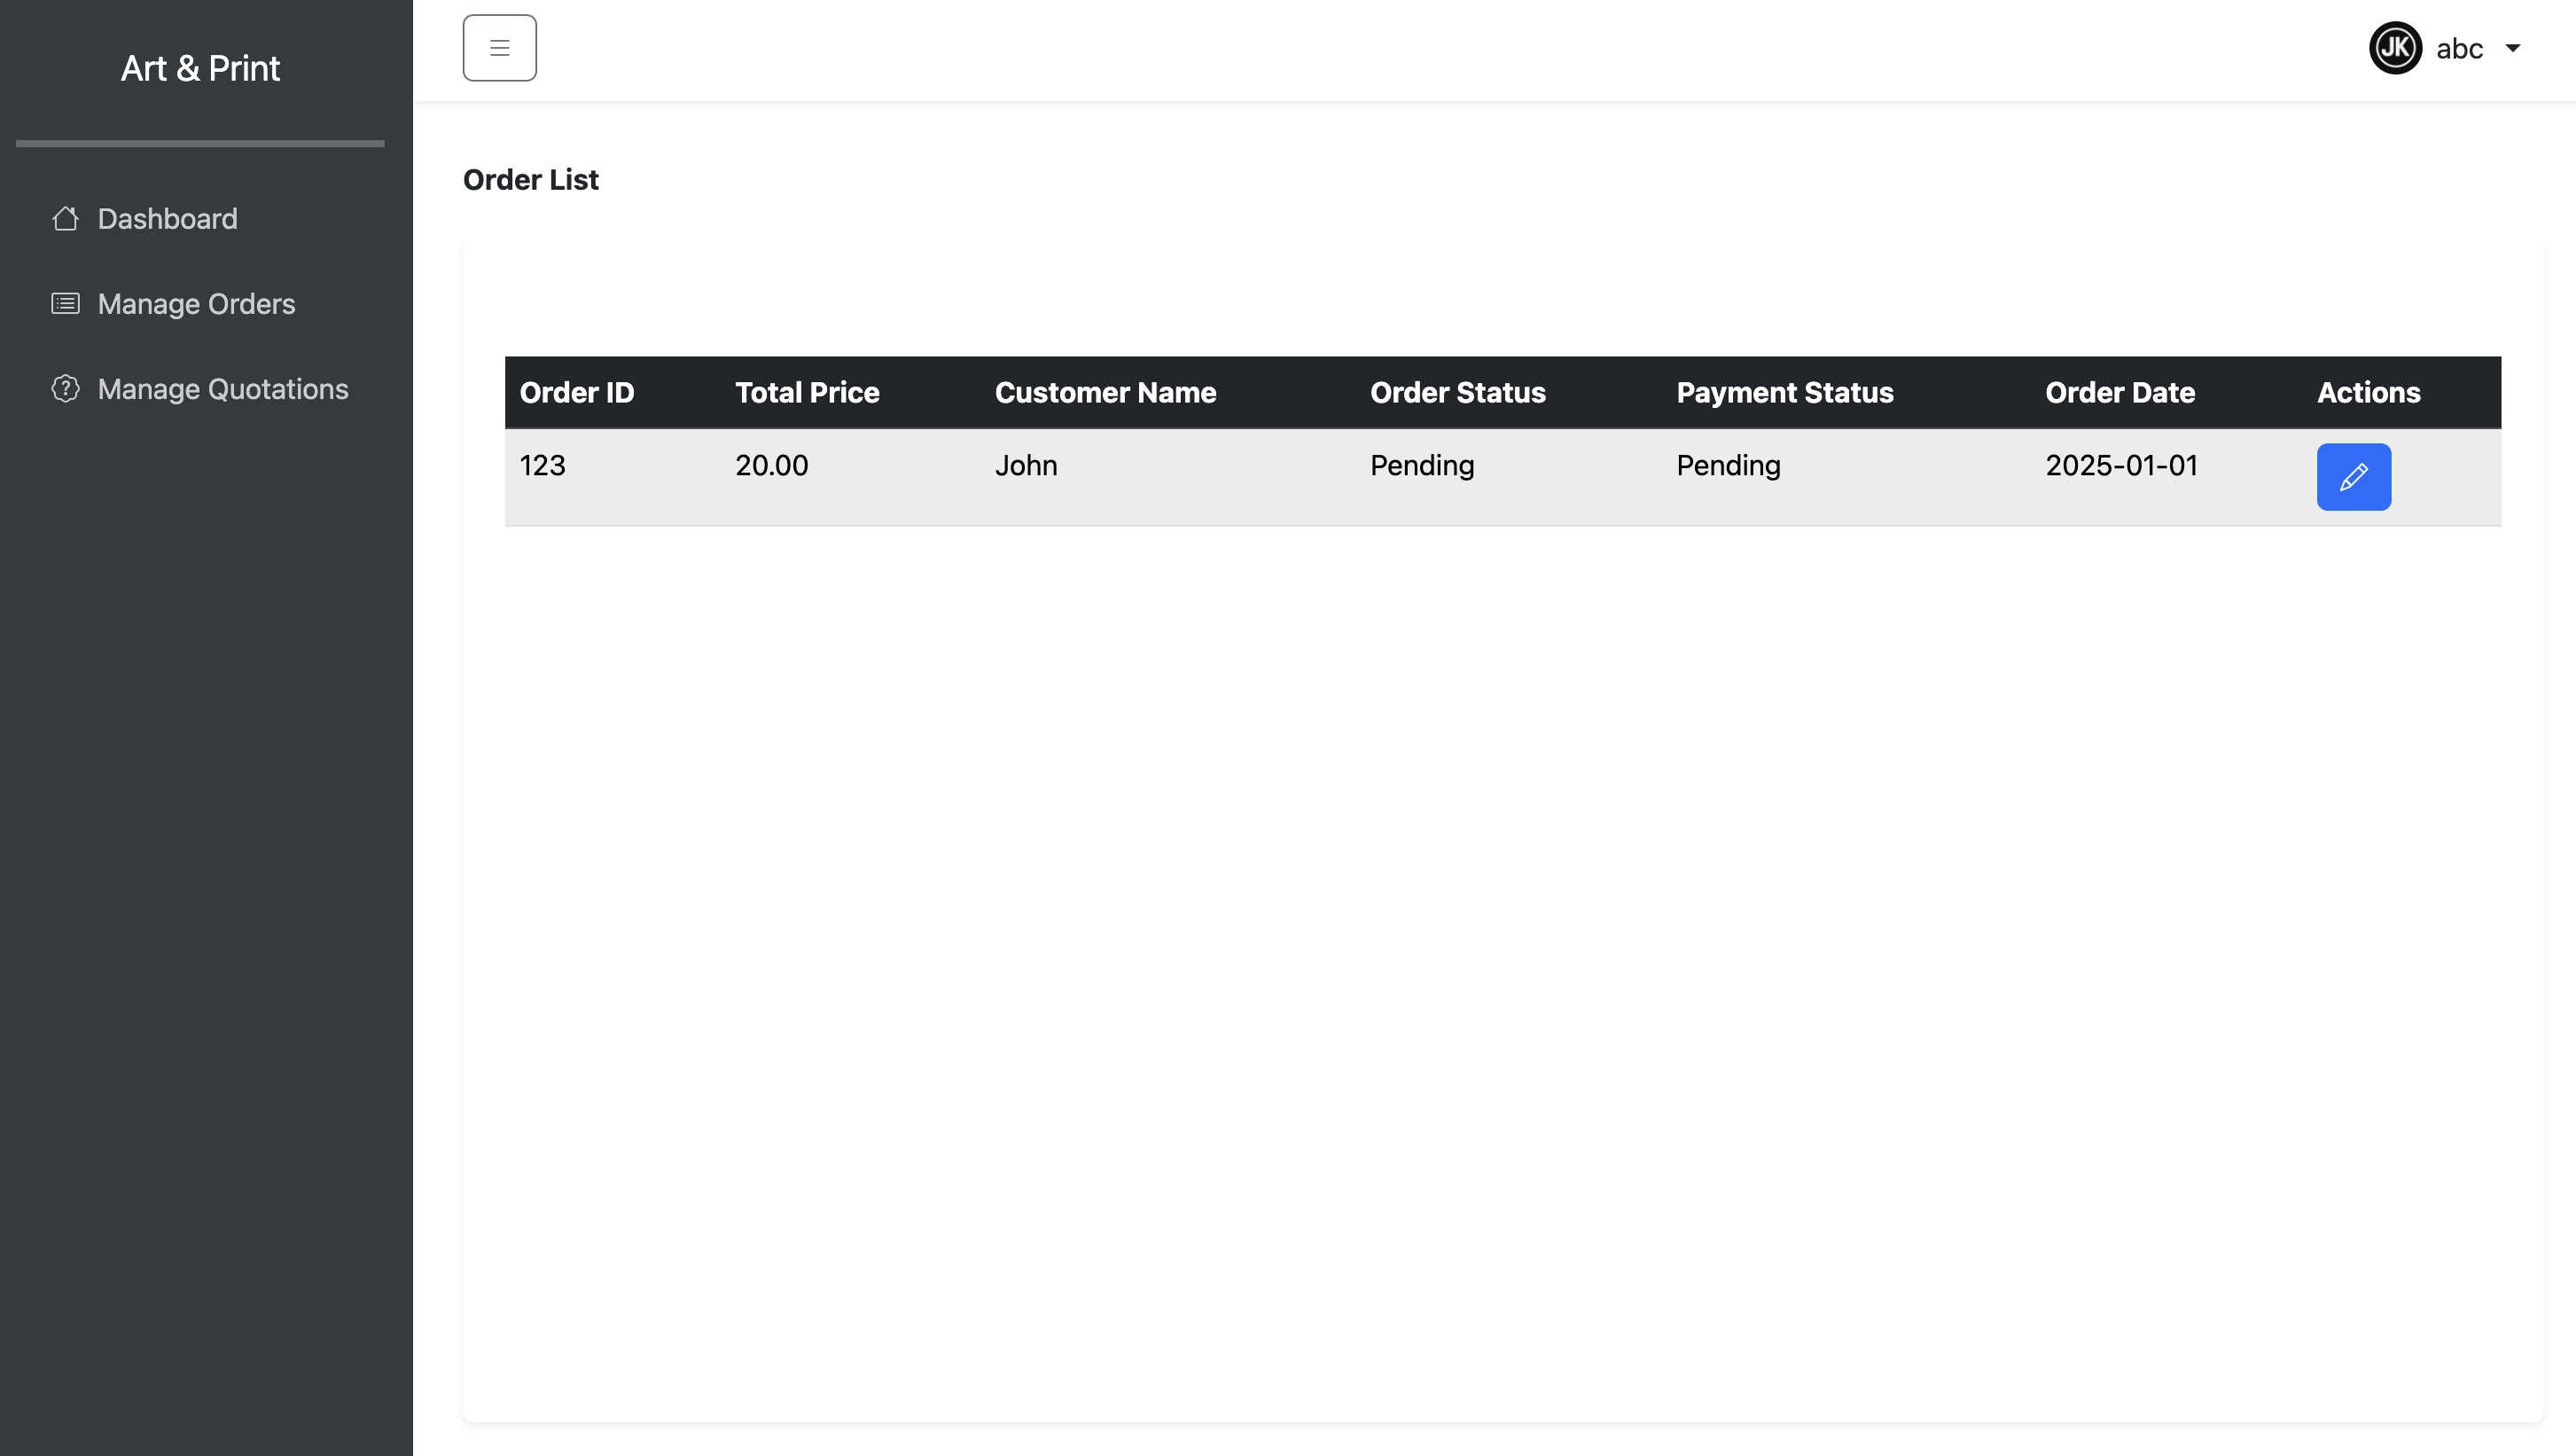 Art & Print
JK
abc
Dashboard
Manage Orders
Manage Quotations
Order List
Order ID Total Price Customer Name Order Status Payment Status Order Date Actions
123 20.00 John Pending Pending 2025-01-01